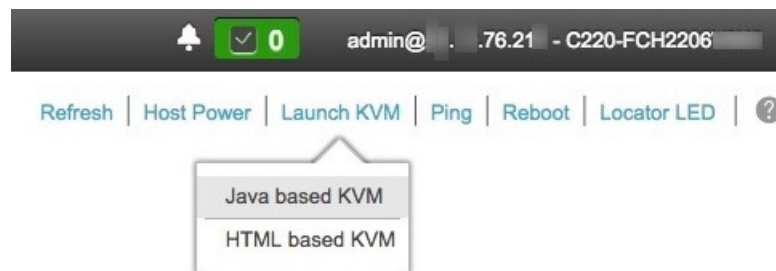 0 admin@ . .76.21 - C220-FCH2206
Refresh | Host Power | Launch KVM | Ping | Reboot | Locator LED | ?
Java based KVM
HTML based KVM